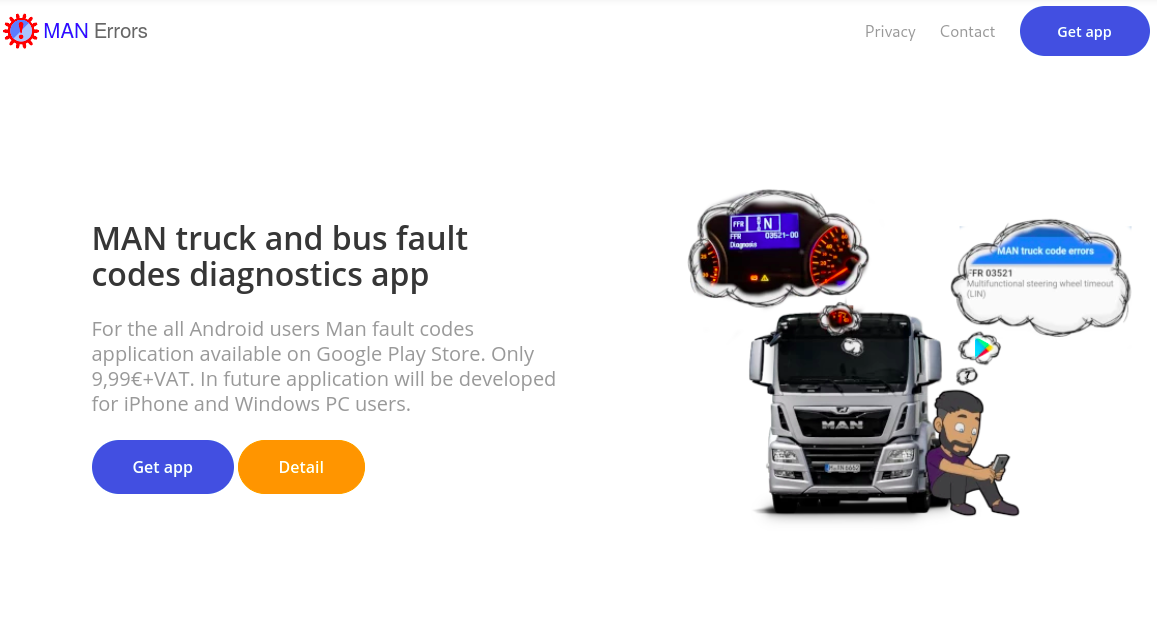 MAN Errors
Privacy
Contact
Get app
MAN truck and bus fault
codes diagnostics app
For the all Android users Man fault codes
application available on Google Play Store. Only
9,99€+VAT. In future application will be developed
for iPhone and Windows PC users.
Get app
Detail
FFR N
FFR 03521-00
Diagnosis
MAN truck code errors
FFR 03521
Multifunctional steering wheel timeout
(LIN)
MAN